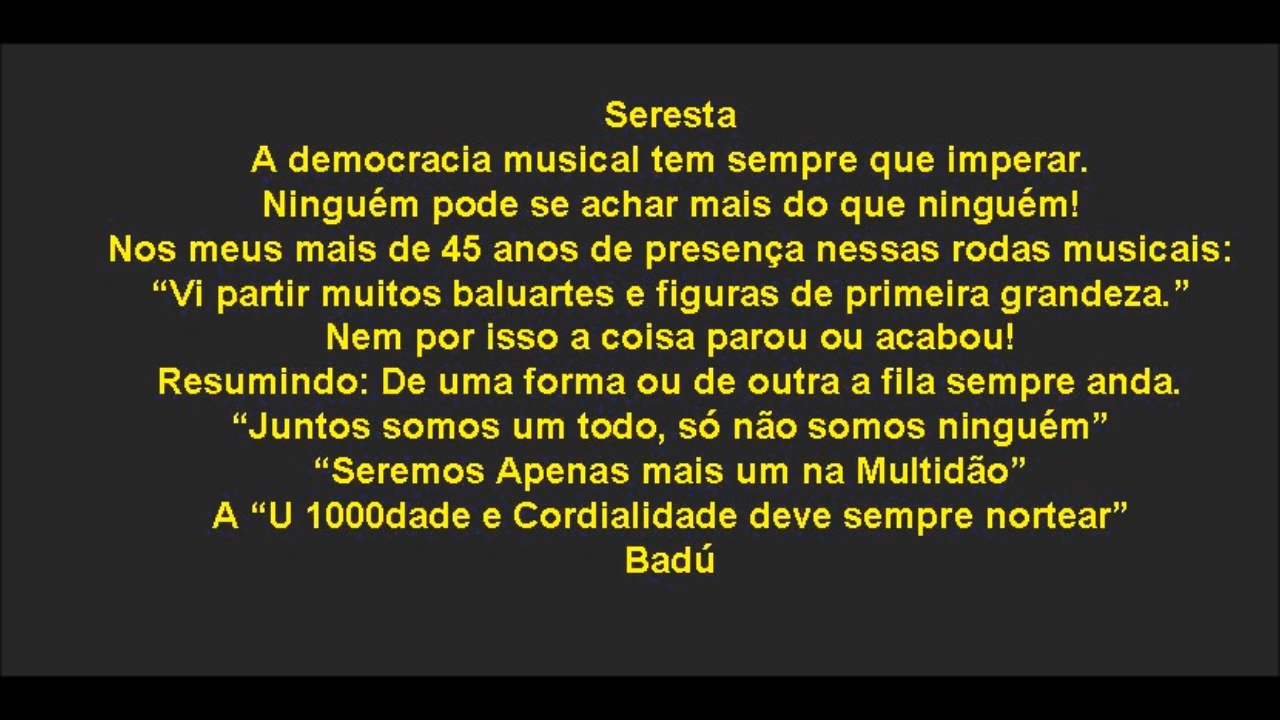 Seresta
A democracia musical tem sempre que imperar.
Ninguém pode se achar mais do que ninguém!
Nos meus mais de 45 anos de presença nessas rodas musicais:
“Vi partir muitos baluartes e figuras de primeira grandeza.”
Nem por isso a coisa parou ou acabou!
Resumindo: De uma forma ou de outra a fila sempre anda.
“Juntos somos um todo, só não somos ninguém”
“Seremos Apenas mais um na Multidão”
A “U 1000dade e Cordialidade deve sempre nortear”
Badú